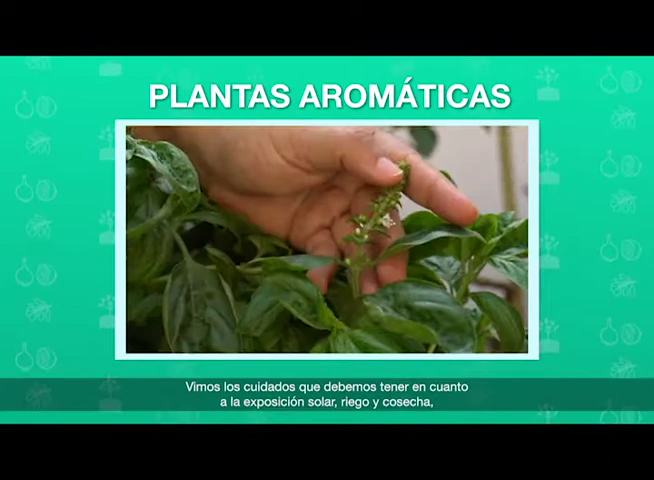 PLANTAS AROMÁTICAS
Vimos los cuidados que debemos tener en cuanto
a la exposición solar, riego y cosecha,